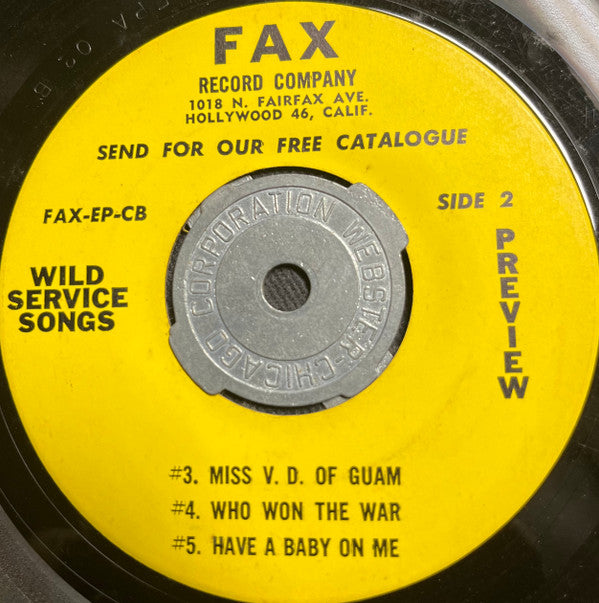 FAX
RECORD COMPANY
1018 N. FAIRFAX AVE.
HOLLYWOOD 46, CALIF.
SEND FOR OUR FREE CATALOGUE
FAX-EP-CB
SIDE 2
WILD
SERVICE
SONGS
PREVIEW
WEBSTER-CHICAGO CORPORATION
#3. MISS V. D. OF GUAM
#4. WHO WON THE WAR
#5. HAVE A BABY ON ME